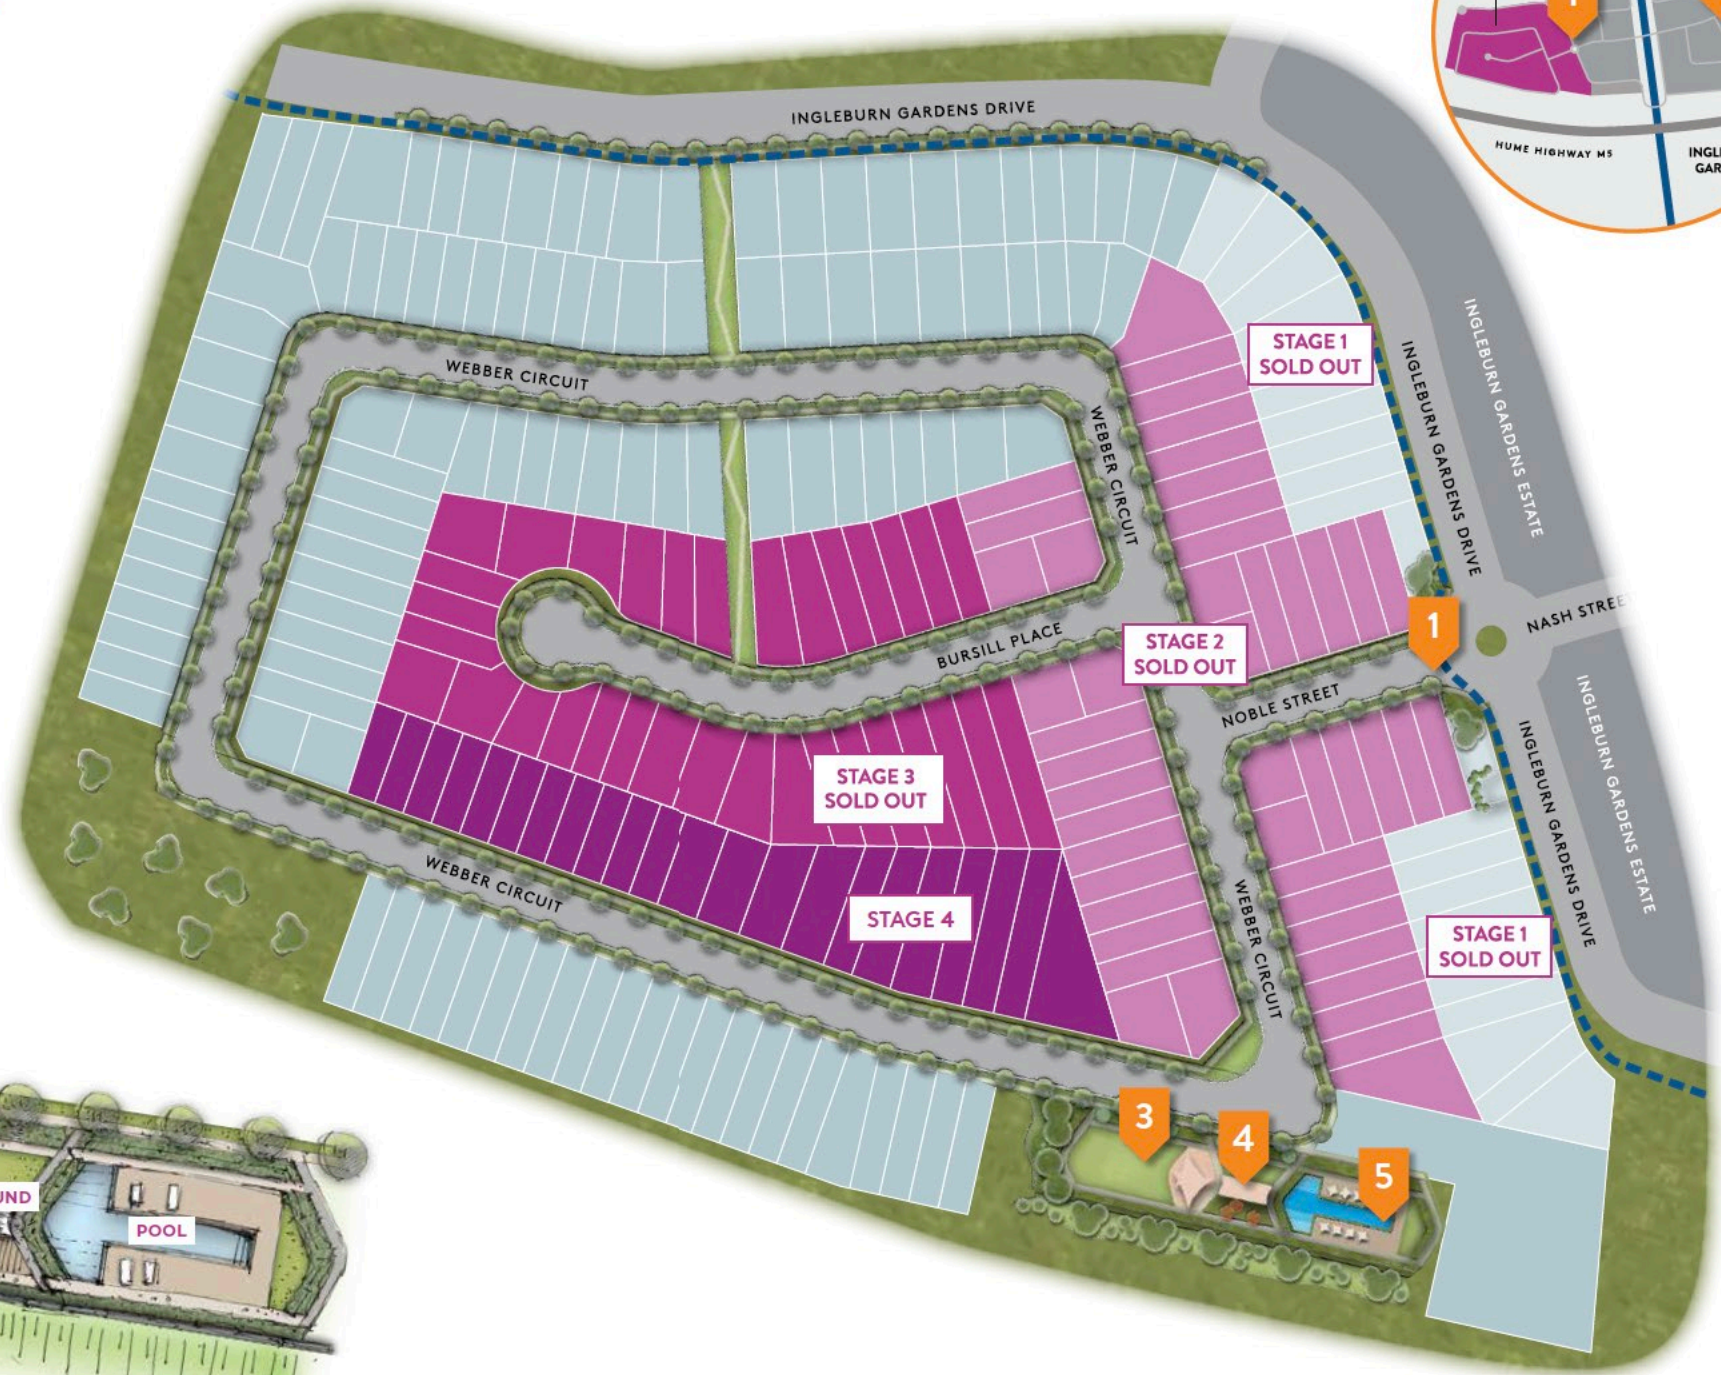 HUME HIGHWAY M5
INGLEBURN GARDENS DRIVE
STAGE 1
SOLD OUT
INGLEBURN GARDENS DRIVE
INGLEBURN GARDENS ESTATE
WEBBER CIRCUIT
WEBBER CIRCUIT
1
NASH STREE
STAGE 2
SOLD OUT
BURSILL PLACE
NOBLE STREET
INGLEBURN GARDENS DRIVE
INGLEBURN GARDENS ESTATE
STAGE 3
SOLD OUT
WEBBER CIRCUIT
STAGE 4
WEBBER CIRCUIT
STAGE 1
SOLD OUT
3
4
5
UND
POOL